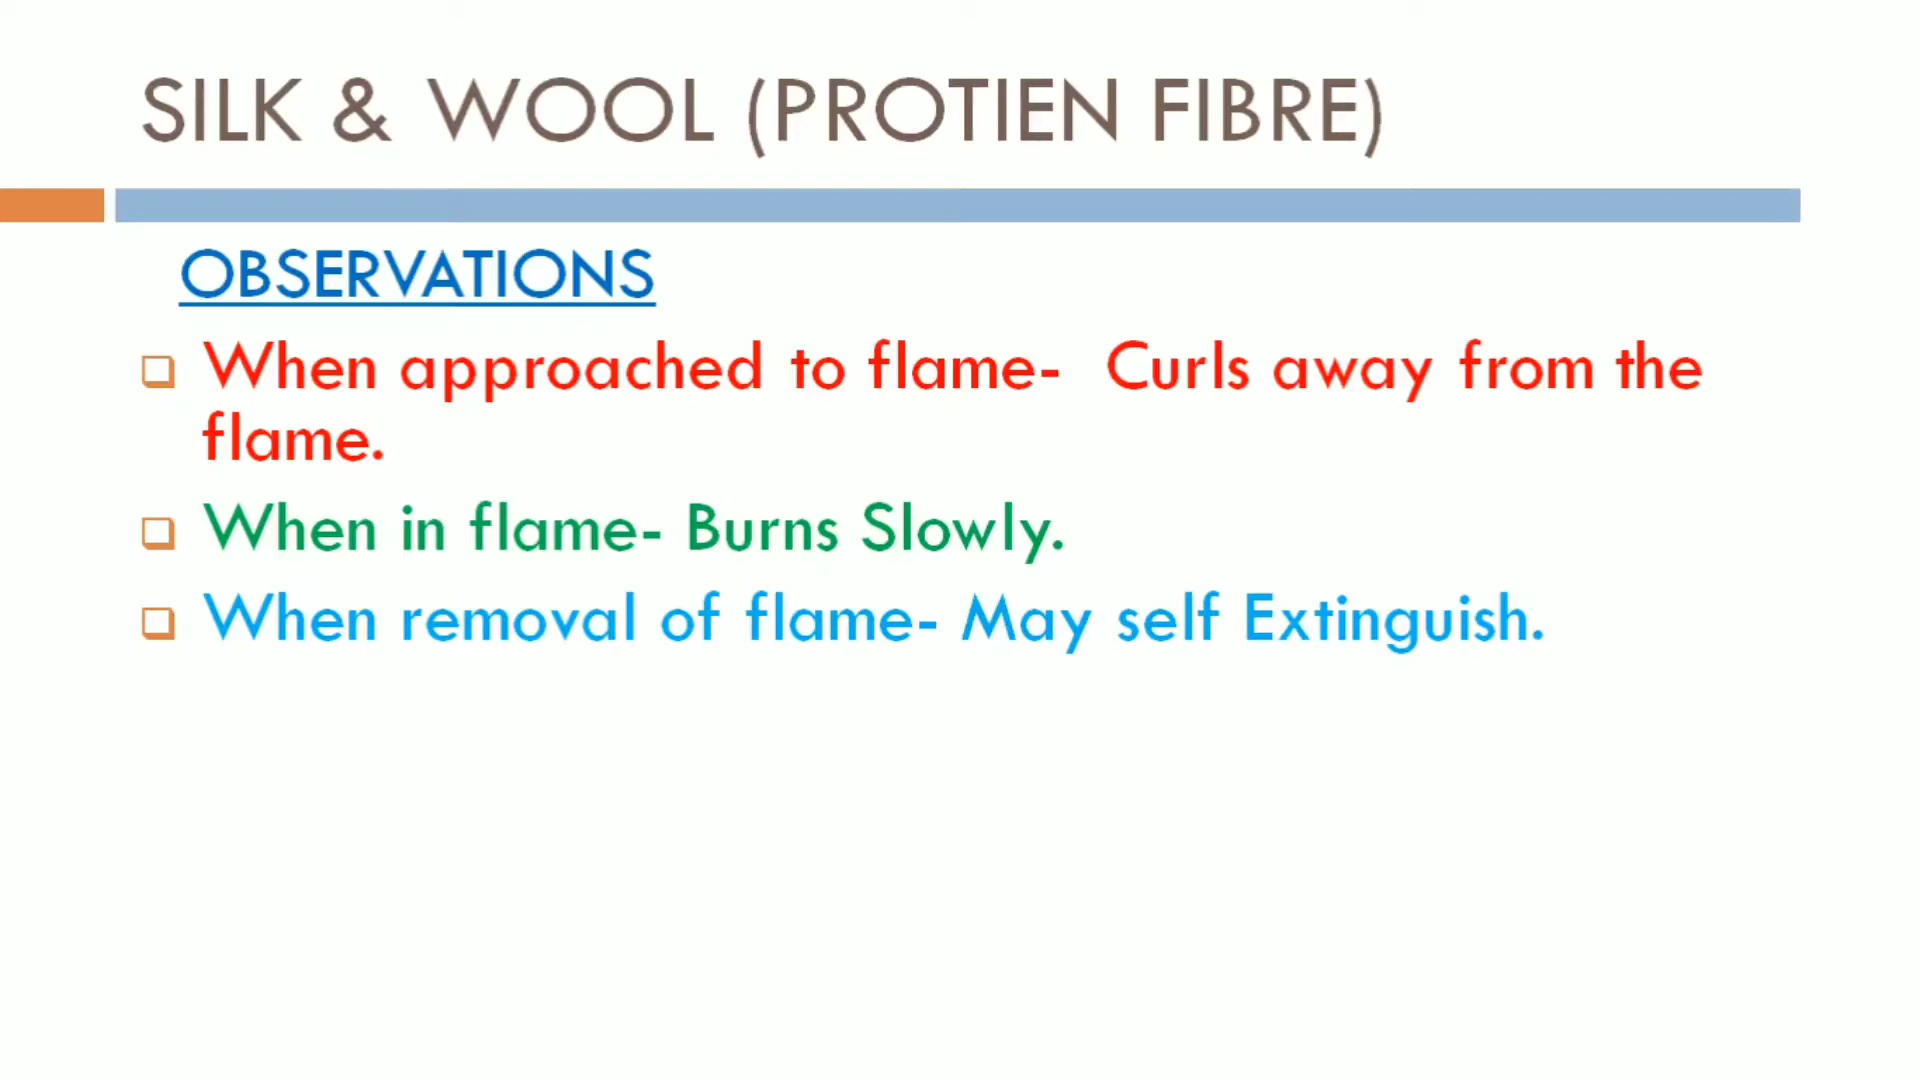 SILK & WOOL (PROTIEN FIBRE)
OBSERVATIONS
When approached to flame-  Curls away from the
flame.
When in flame- Burns Slowly.
When removal of flame- May self Extinguish.